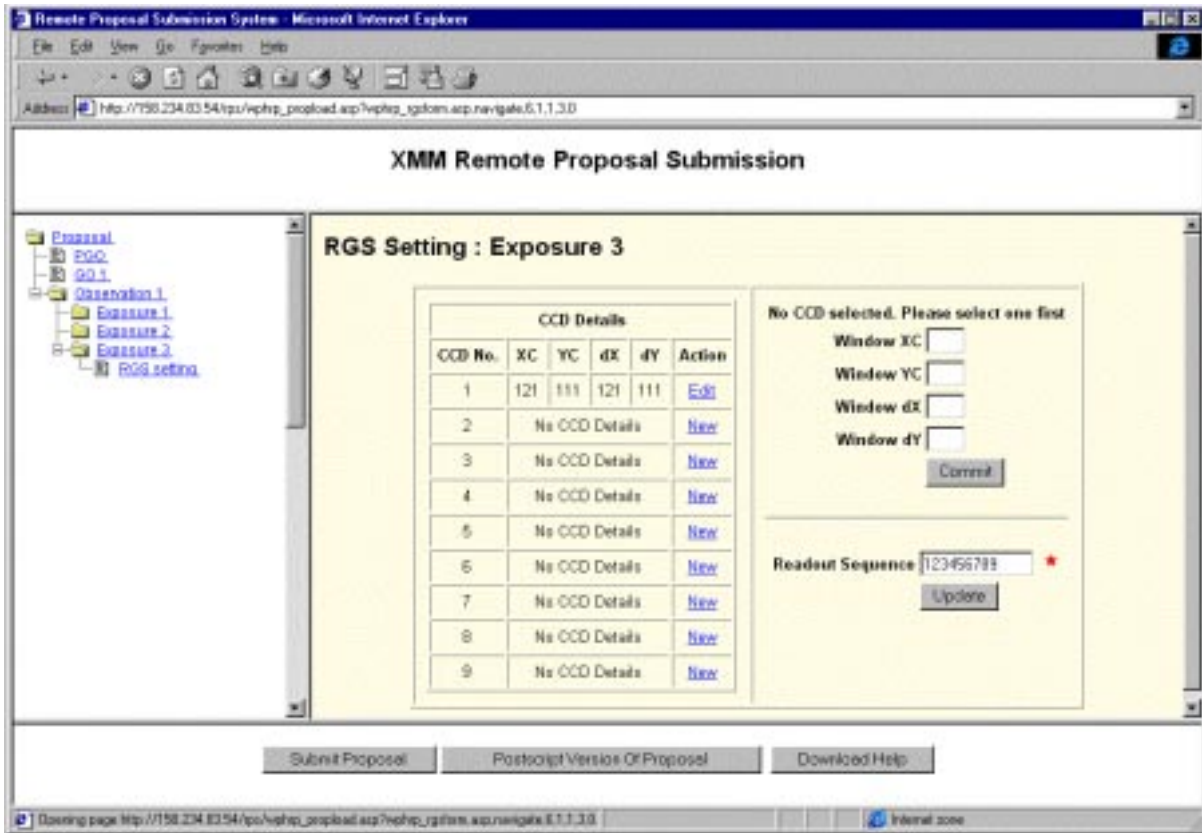 Remote Proposal Submission System - Microsoft Internet Explorer
File Edit View Go Favorites Help
Address
XMM Remote Proposal Submission
Proposal
PGO
GO 1
Observation 1
Exposure 1
Exposure 2
Exposure 3
RGS setting
RGS Setting : Exposure 3
CCD Details
CCD No. XC YC dX dY Action
1 121 111 121 111 Edit
2 No CCD Details New
3 No CCD Details New
4 No CCD Details New
5 No CCD Details New
6 No CCD Details New
7 No CCD Details New
8 No CCD Details New
9 No CCD Details New
No CCD selected. Please select one first
Window XC
Window YC
Window dX
Window dY
Commit
Readout Sequence 123456789 *
Update
Submit Proposal Postscript Version Of Proposal Download Help
Opening page
Internet zone